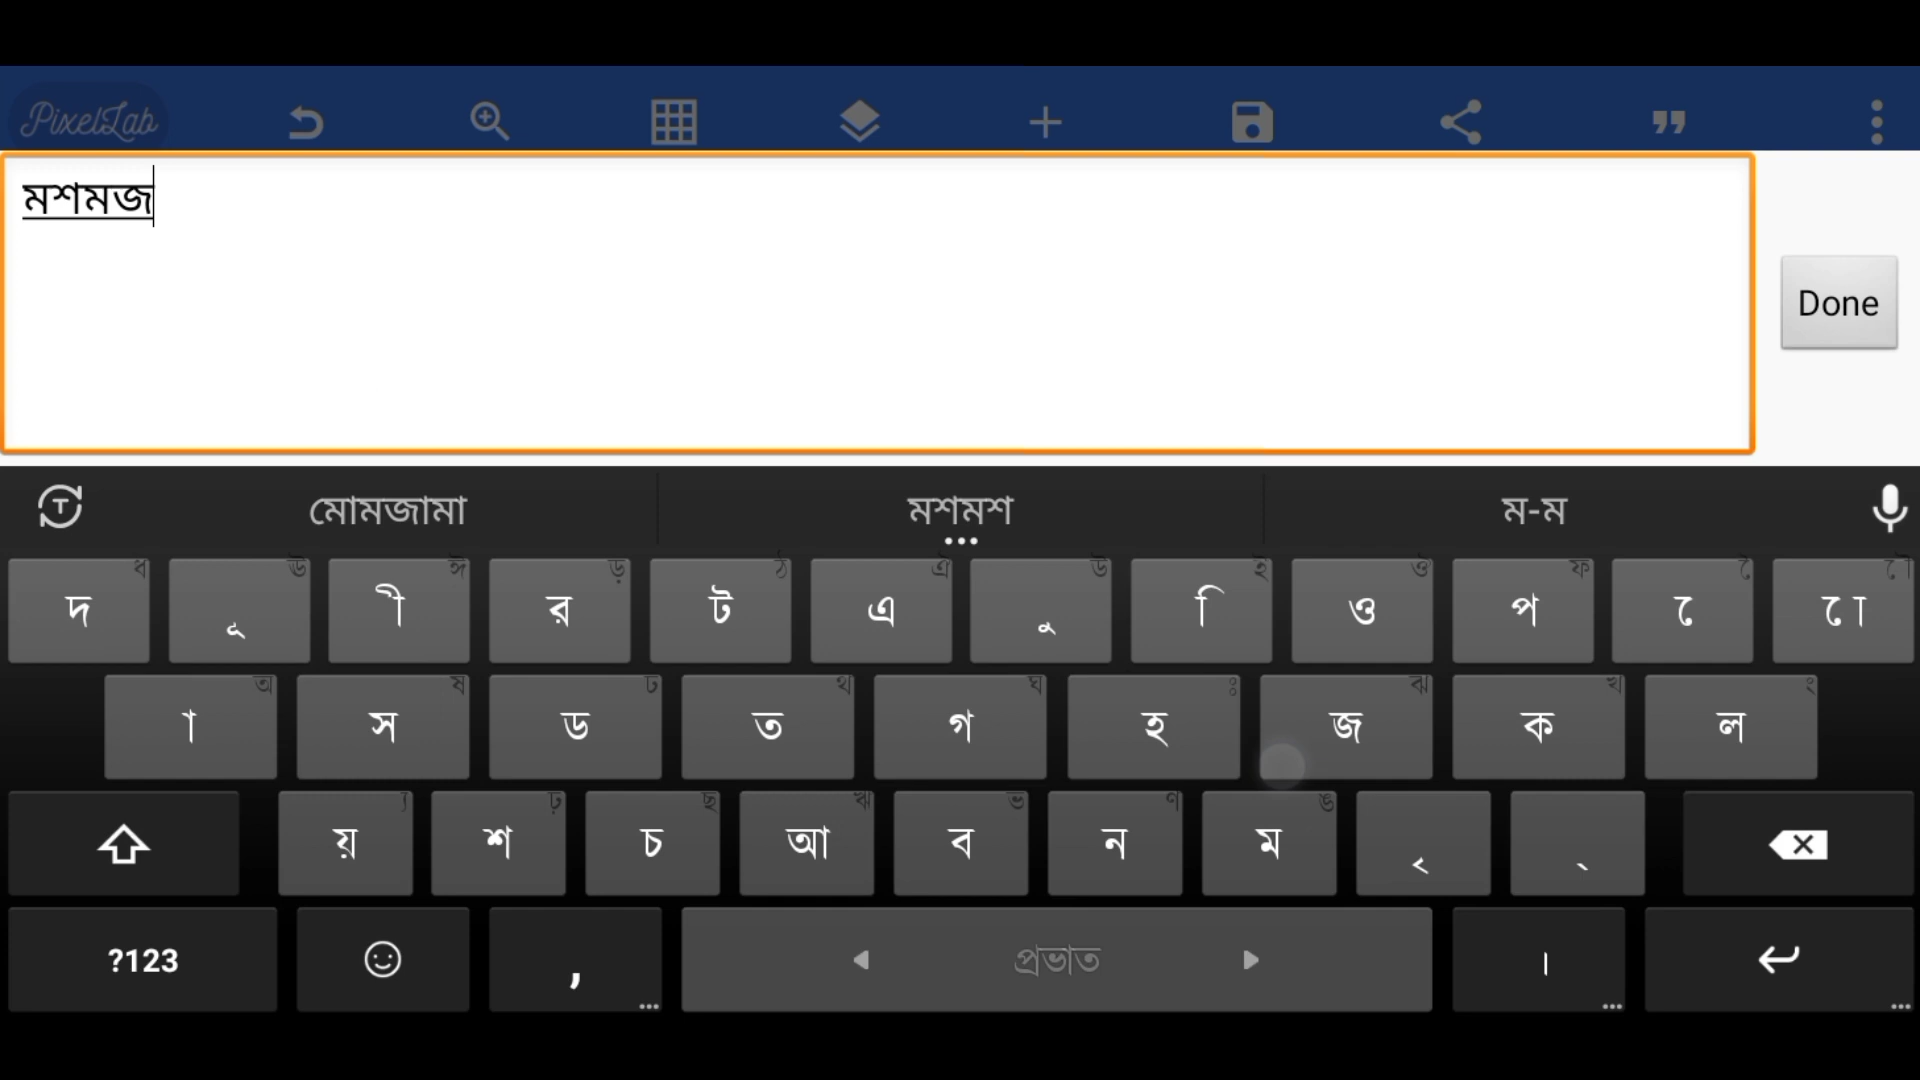 PixelLab
মশমজ
Done
মোমজামা মশমশ ম-ম
দ ূ ী র ট এ ু ি ও প ে ো
া স ড ত গ হ জ ক ল
য় শ চ আ ব ন ম ্ ৎ
?123 , প্রভাত ।